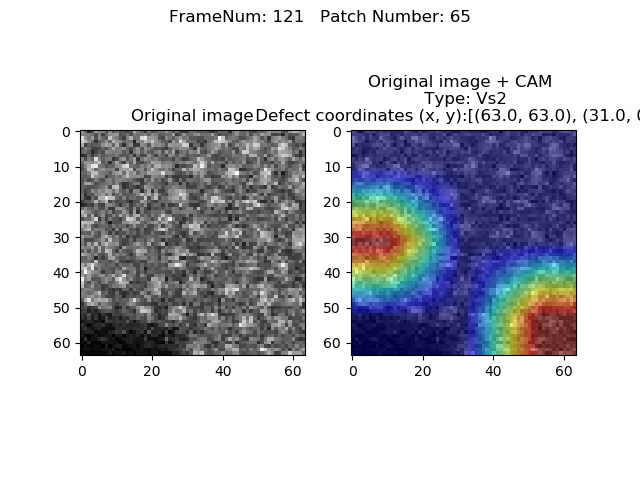 FrameNum: 121   Patch Number: 65
Original image
Original image + CAM
Type: Vs2
Defect coordinates (x, y):[(63.0, 63.0), (31.0, 0
0
10
20
30
40
50
60
0 20 40 60
0
10
20
30
40
50
60
0 20 40 60